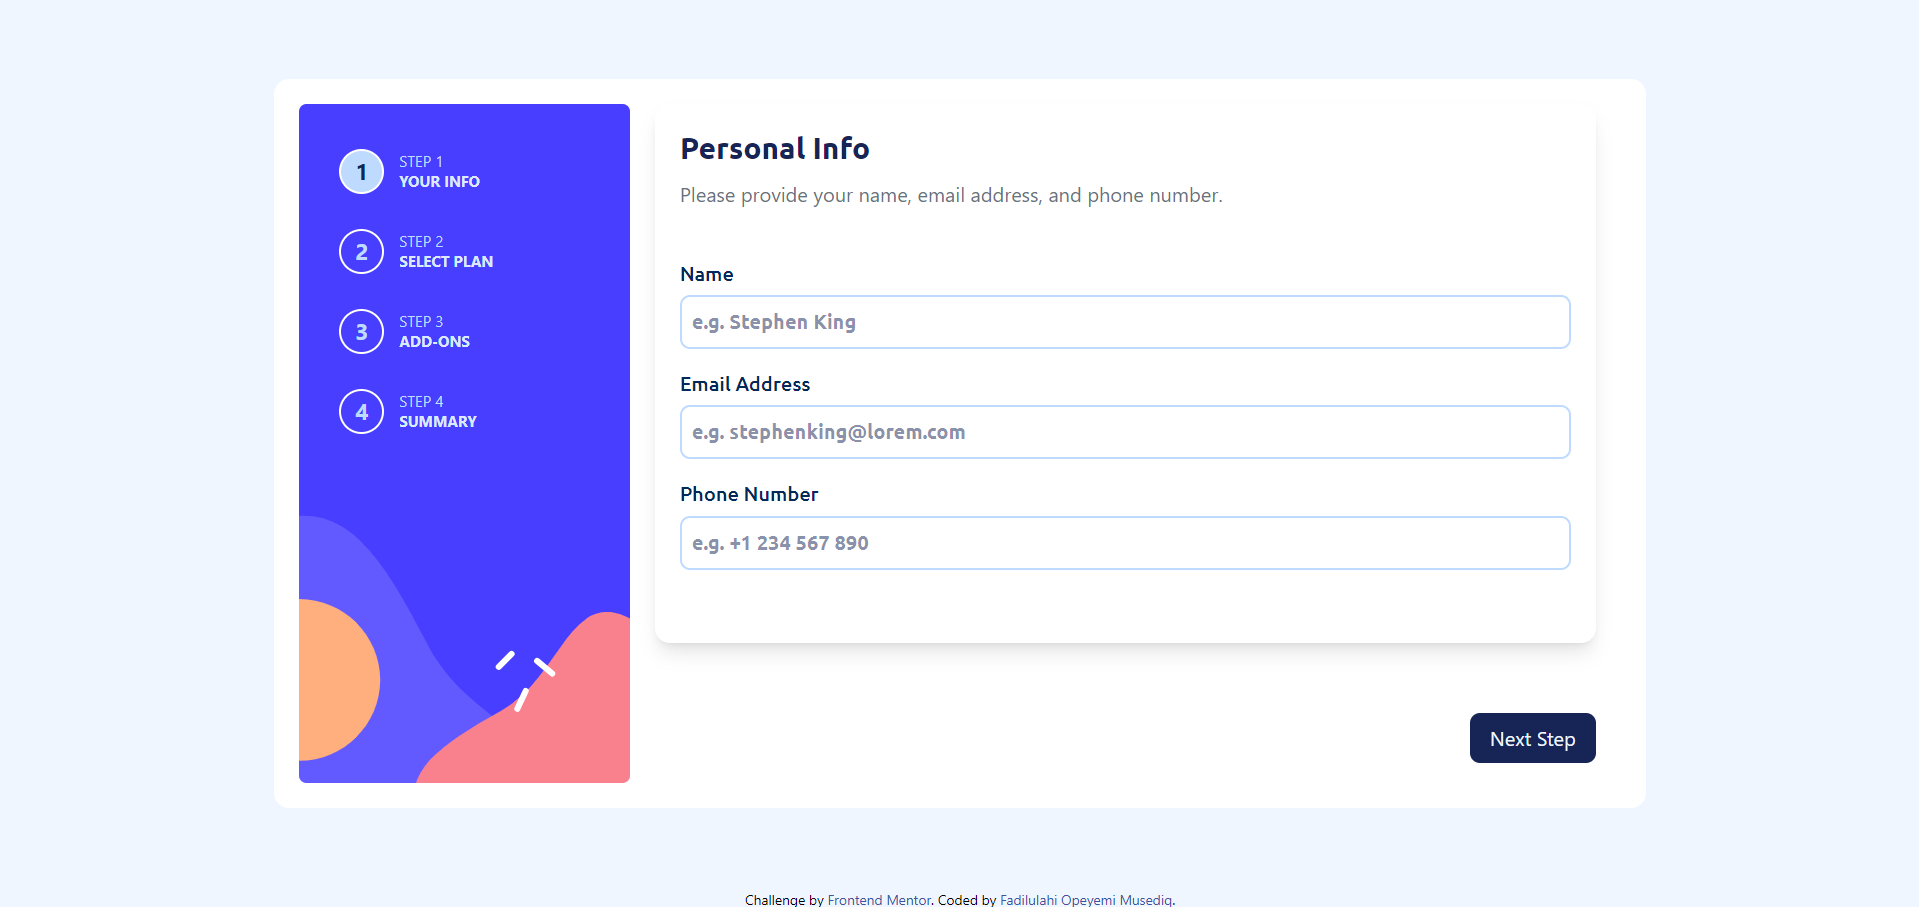 1
STEP 1
YOUR INFO
2
STEP 2
SELECT PLAN
3
STEP 3
ADD-ONS
4
STEP 4
SUMMARY
Personal Info
Please provide your name, email address, and phone number.
Name
e.g. Stephen King
Email Address
e.g. stephenking@lorem.com
Phone Number
e.g. +1 234 567 890
Next Step
Challenge by Frontend Mentor. Coded by Fadilulahi Opeyemi Musediq.